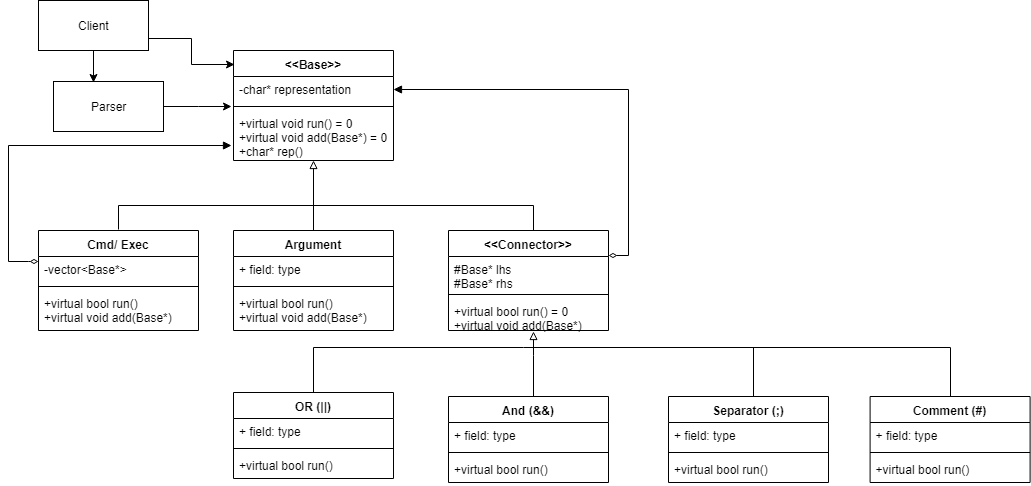 Client
Parser
<<Base>>
-char* representation
+virtual void run() = 0
+virtual void add(Base*) = 0
+char* rep()
Cmd/ Exec
-vector<Base*>
+virtual bool run()
+virtual void add(Base*)
Argument
+ field: type
+virtual bool run()
+virtual void add(Base*)
<<Connector>>
#Base* lhs
#Base* rhs
+virtual bool run() = 0
+virtual void add(Base*)
OR (||)
+ field: type
+virtual bool run()
And (&&)
+ field: type
+virtual bool run()
Separator (;)
+ field: type
+virtual bool run()
Comment (#)
+ field: type
+virtual bool run()